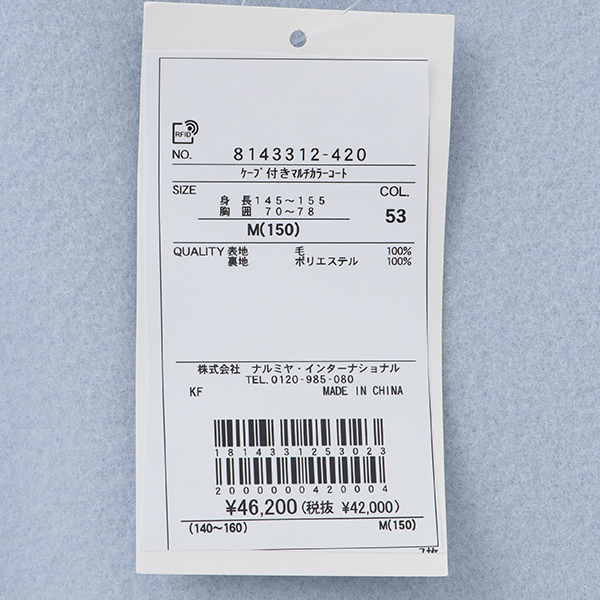 RFID
NO. 8143312-420
ｹｰﾌﾟ付きﾏﾙﾁｶﾗｰｺｰﾄ
SIZE COL.
身長145～155
胸囲 70～78 53
M(150)
QUALITY 表地 毛 100%
裏地 ポリエステル 100%
株式会社 ナルミヤ・インターナショナル
TEL.0120-985-080
KF MADE IN CHINA
1814331253023
2000000420004
¥46,200(税抜 ¥42,000)
(140～160) M(150)